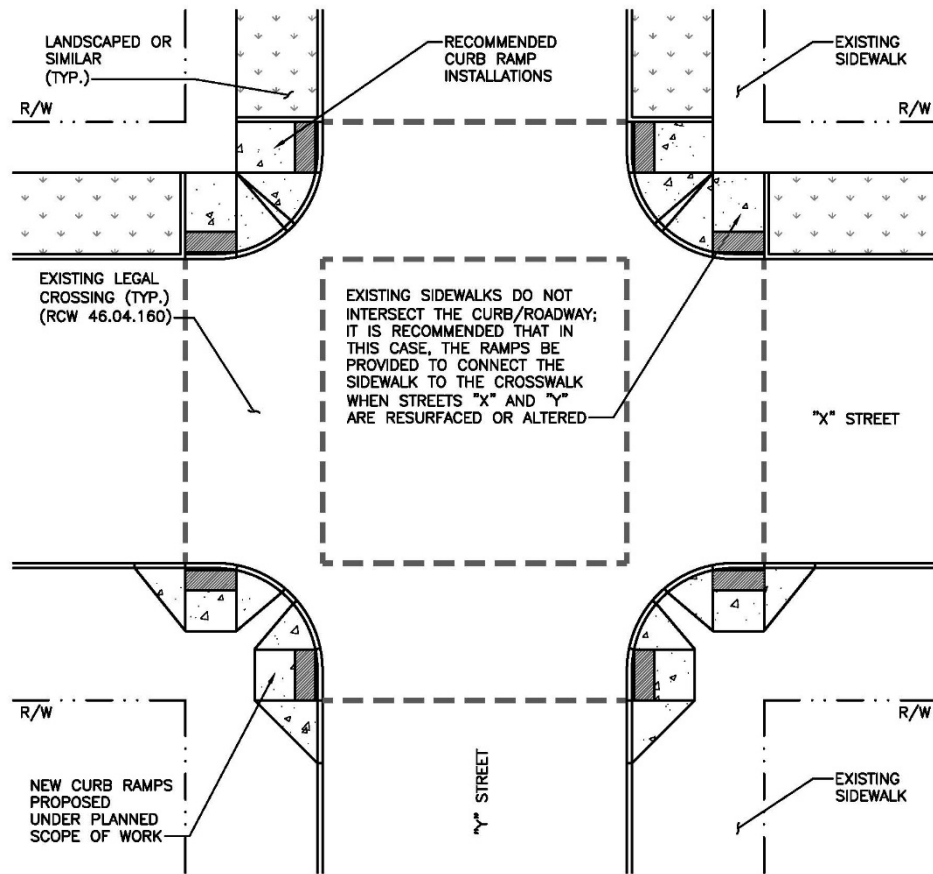 LANDSCAPED OR
SIMILAR
(TYP.)
RECOMMENDED
CURB RAMP
INSTALLATIONS
EXISTING
SIDEWALK
R/W
R/W
EXISTING LEGAL
CROSSING (TYP.)
(RCW 46.04.160)
EXISTING SIDEWALKS DO NOT
INTERSECT THE CURB/ROADWAY;
IT IS RECOMMENDED THAT IN
THIS CASE, THE RAMPS BE
PROVIDED TO CONNECT THE
SIDEWALK TO THE CROSSWALK
WHEN STREETS "X" AND "Y"
ARE RESURFACED OR ALTERED
"X" STREET
R/W
R/W
NEW CURB RAMPS
PROPOSED
UNDER PLANNED
SCOPE OF WORK
"Y" STREET
EXISTING
SIDEWALK